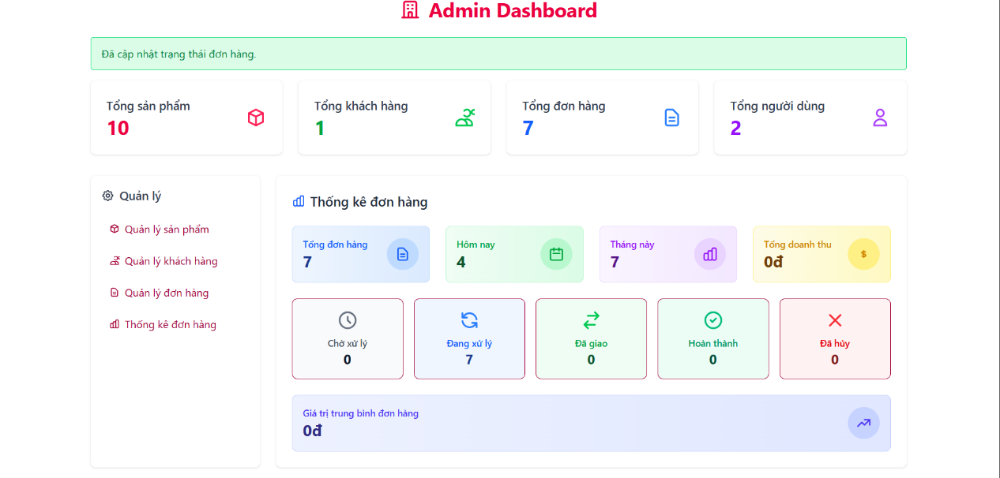 Admin Dashboard
Đã cập nhật trạng thái đơn hàng.
Tổng sản phẩm
10
Tổng khách hàng
1
Tổng đơn hàng
7
Tổng người dùng
2
Quản lý
Quản lý sản phẩm
Quản lý khách hàng
Quản lý đơn hàng
Thống kê đơn hàng
Thống kê đơn hàng
Tổng đơn hàng
7
Hôm nay
4
Tháng này
7
Tổng doanh thu
0đ
$
Chờ xử lý
0
Đang xử lý
7
Đã giao
0
Hoàn thành
0
Đã hủy
0
Giá trị trung bình đơn hàng
0đ